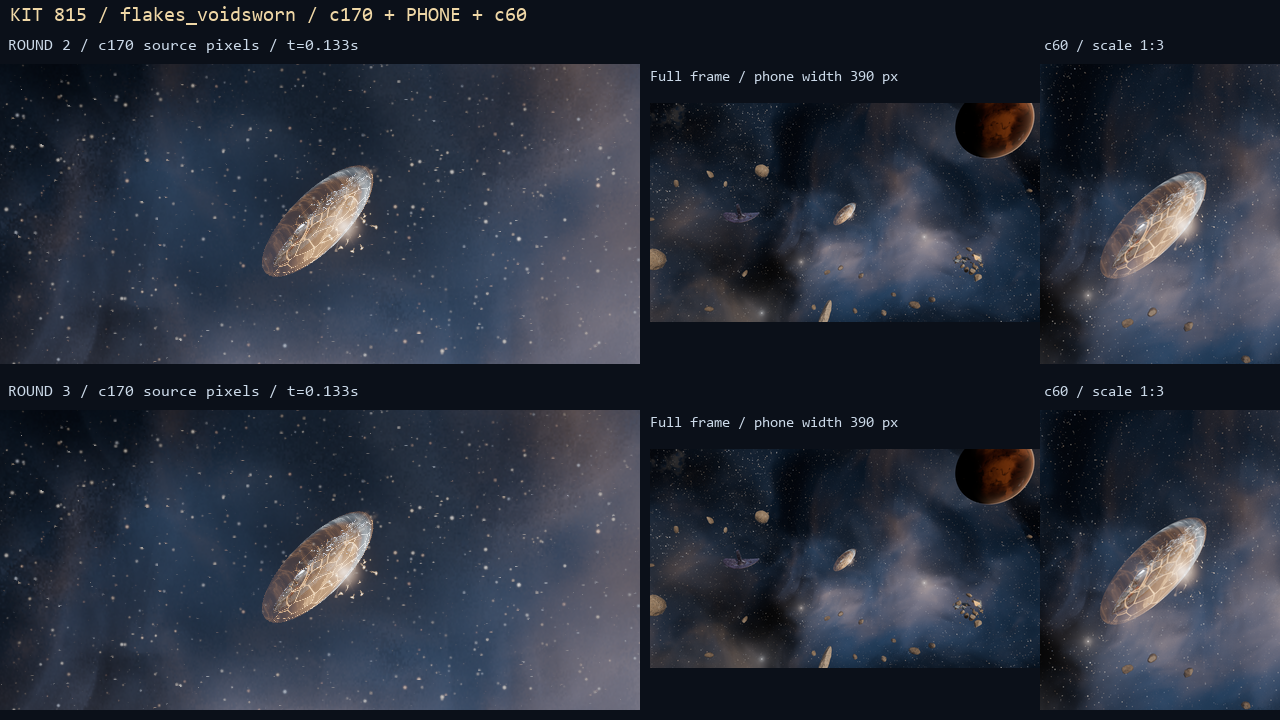 KIT 815 / flakes_voidsworn / c170 + PHONE + c60
ROUND 2 / c170 source pixels / t=0.133s
c60 / scale 1:3
Full frame / phone width 390 px
ROUND 3 / c170 source pixels / t=0.133s
c60 / scale 1:3
Full frame / phone width 390 px